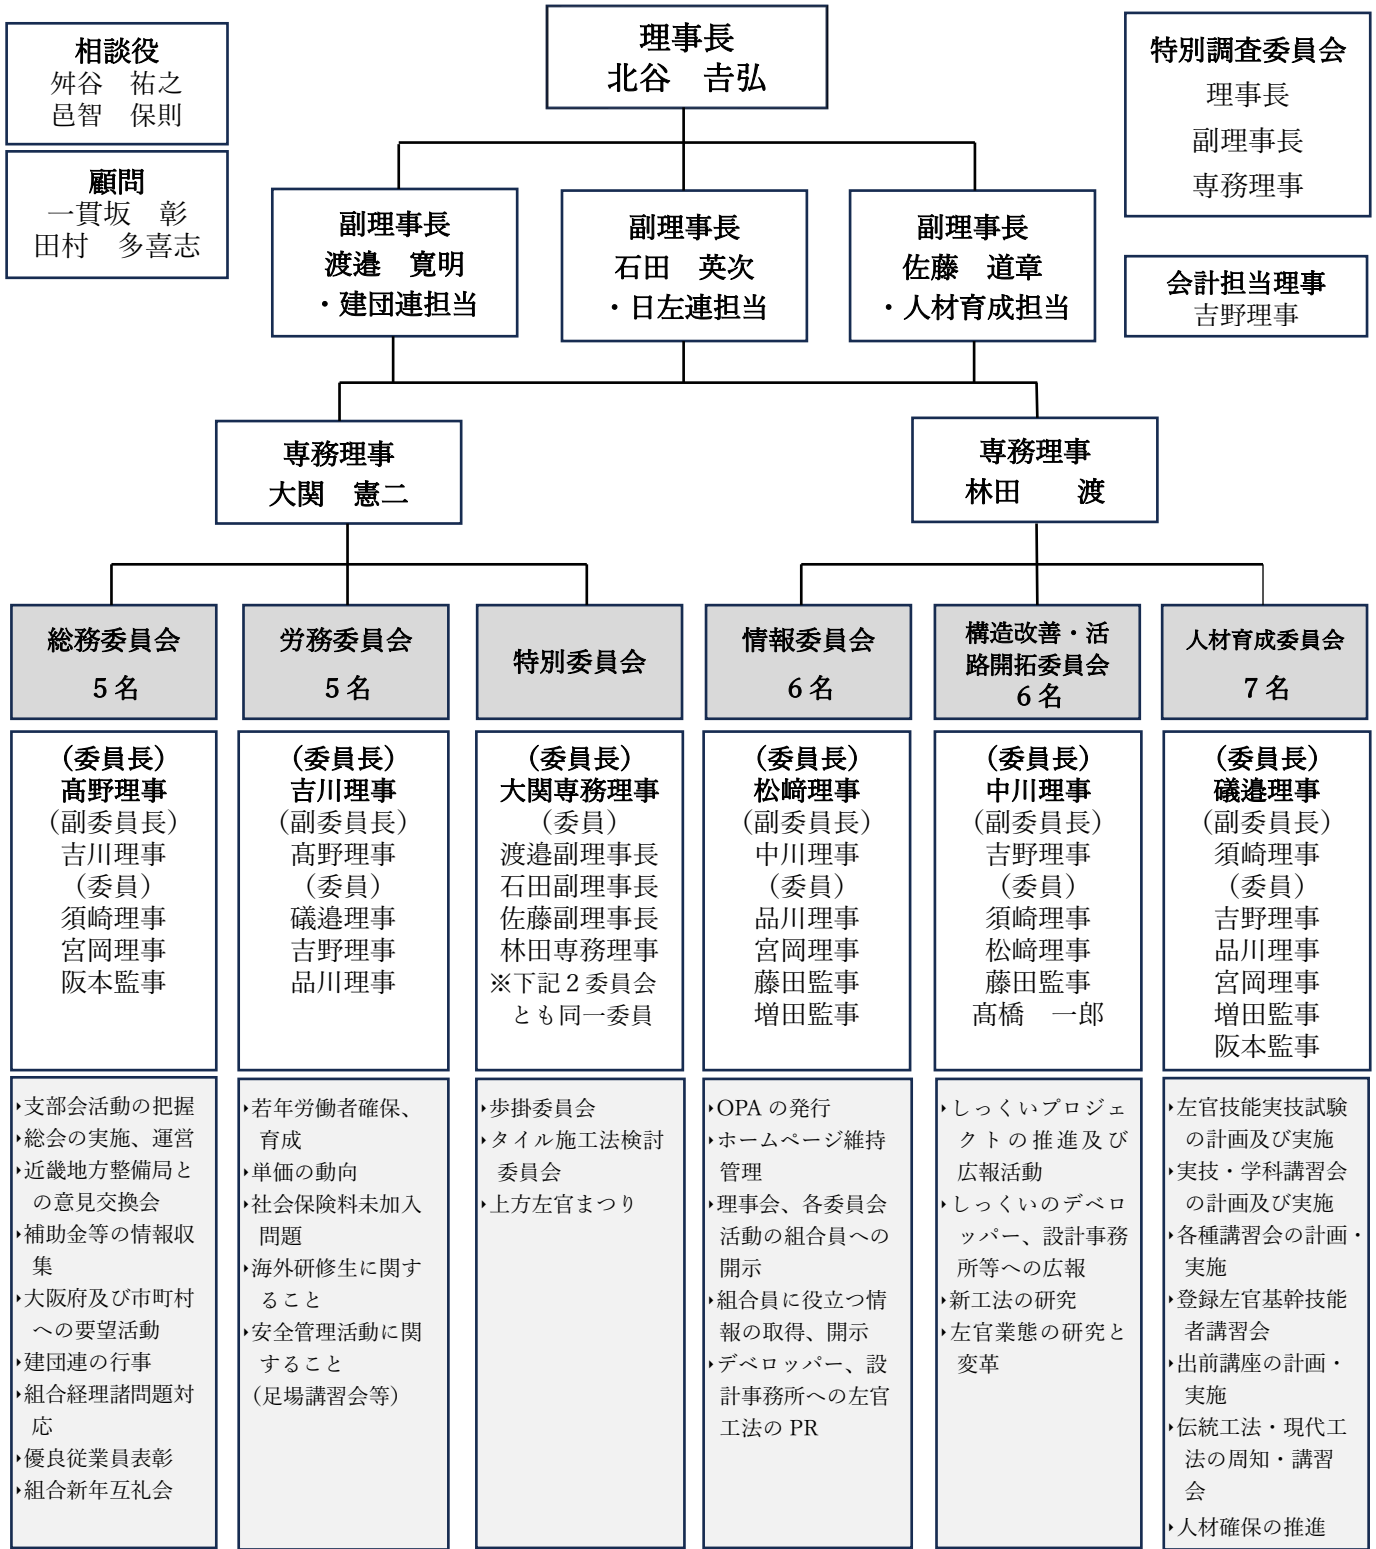 相談役
舛谷　祐之
邑智　保則
顧問
一貫坂　彰
田村　多喜志
理事長
北谷　𠮷弘
特別調査委員会
理事長
副理事長
専務理事
会計担当理事
吉野理事
副理事長
渡邉　寛明
・建団連担当
副理事長
石田　英次
・日左連担当
副理事長
佐藤　道章
・人材育成担当
専務理事
大関　憲二
専務理事
林田　　渡
総務委員会
５名
（委員長）
髙野理事
（副委員長）
吉川理事
（委員）
須崎理事
宮岡理事
阪本監事
・支部会活動の把握
・総会の実施、運営
・近畿地方整備局と
の意見交換会
・補助金等の情報収
集
・大阪府及び市町村
への要望活動
・建団連の行事
・組合経理諸問題対
応
・優良従業員表彰
・組合新年互礼会
労務委員会
５名
（委員長）
吉川理事
（副委員長）
髙野理事
（委員）
礒邉理事
吉野理事
品川理事
・若年労働者確保、
育成
・単価の動向
・社会保険料未加入
問題
・海外研修生に関す
ること
・安全管理活動に関
すること
（足場講習会等）
特別委員会
（委員長）
大関専務理事
（委員）
渡邉副理事長
石田副理事長
佐藤副理事長
林田専務理事
※下記２委員会
とも同一委員
・歩掛委員会
・タイル施工法検討
委員会
・上方左官まつり
情報委員会
６名
（委員長）
松﨑理事
（副委員長）
中川理事
（委員）
品川理事
宮岡理事
藤田監事
増田監事
・OPA の発行
・ホームページ維持
管理
・理事会、各委員会
活動の組合員への
開示
・組合員に役立つ情
報の取得、開示
・デベロッパー、設
計事務所への左官
工法の PR
構造改善・活
路開拓委員会
６名
（委員長）
中川理事
（副委員長）
吉野理事
（委員）
須崎理事
松﨑理事
藤田監事
髙橋　一郎
・しっくいプロジェ
クトの推進及び
広報活動
・しっくいのデベロ
ッパー、設計事務
所等への広報
・新工法の研究
・左官業態の研究と
変革
人材育成委員会
７名
（委員長）
礒邉理事
（副委員長）
須崎理事
（委員）
吉野理事
品川理事
宮岡理事
増田監事
阪本監事
・左官技能実技試験
の計画及び実施
・実技・学科講習会
の計画及び実施
・各種講習会の計画・
実施
・登録左官基幹技能
者講習会
・出前講座の計画・
実施
・伝統工法・現代工
法の周知・講習
会
・人材確保の推進